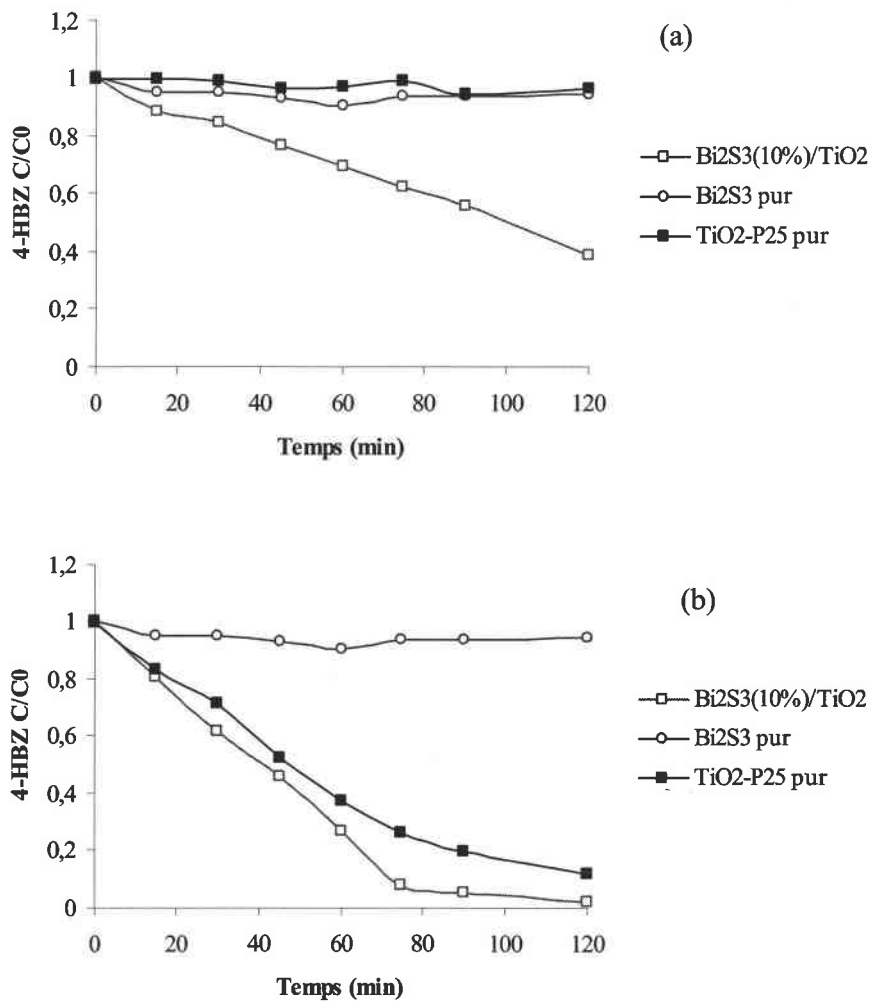 (a)
1,2
1
0,8
0,6
0,4
0,2
0
4-HBZ C/C0
0 20 40 60 80 100 120
Temps (min)
Bi2S3(10%)/TiO2
Bi2S3 pur
TiO2-P25 pur
(b)
1,2
1
0,8
0,6
0,4
0,2
0
4-HBZ C/C0
0 20 40 60 80 100 120
Temps (min)
Bi2S3(10%)/TiO2
Bi2S3 pur
TiO2-P25 pur